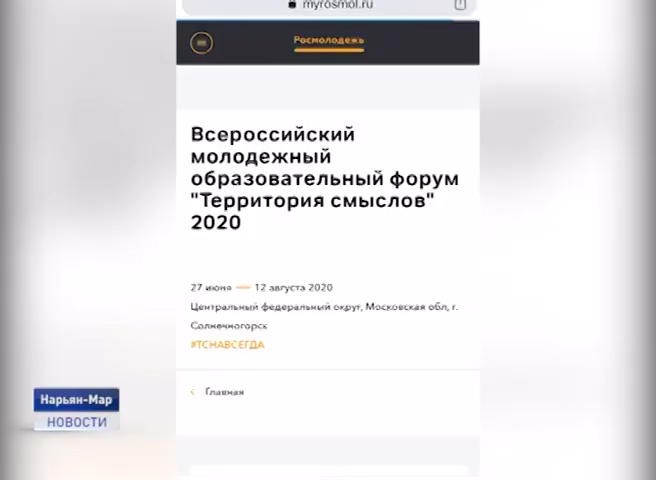 myrosmol.ru
Росмолодежь
Всероссийский
молодежный
образовательный форум
"Территория смыслов"
2020
27 июня — 12 августа 2020
Центральный федеральный округ, Московская обл, г.
Солнечногорск
#ТСНАВСЕГДА
‹ Главная
Нарьян-Мар
НОВОСТИ